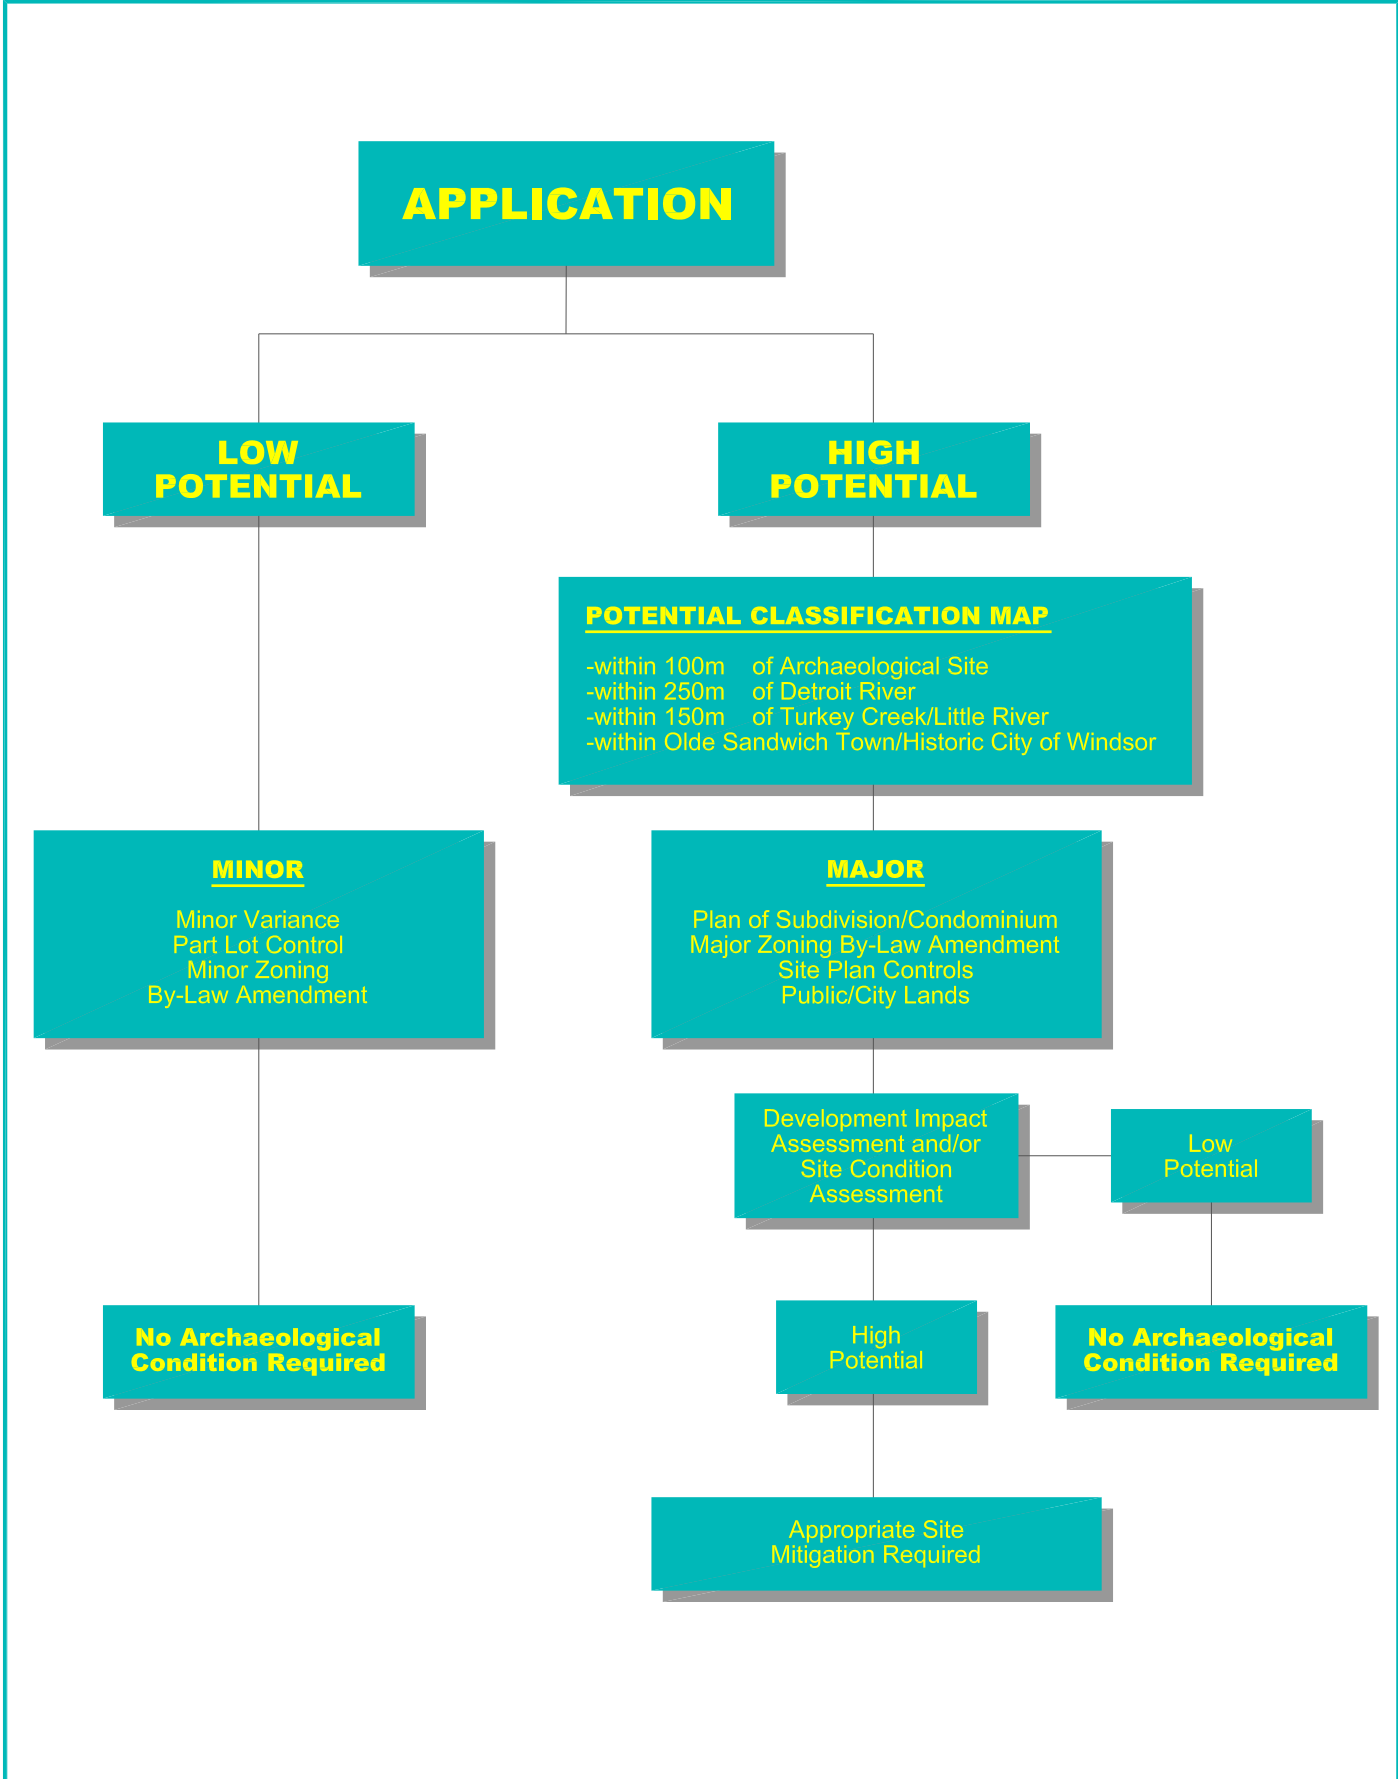 APPLICATION
LOW
POTENTIAL
HIGH
POTENTIAL
POTENTIAL CLASSIFICATION MAP
-within 100m of Archaeological Site
-within 250m of Detroit River
-within 150m of Turkey Creek/Little River
-within Olde Sandwich Town/Historic City of Windsor
MINOR
Minor Variance
Part Lot Control
Minor Zoning
By-Law Amendment
MAJOR
Plan of Subdivision/Condominium
Major Zoning By-Law Amendment
Site Plan Controls
Public/City Lands
Development Impact
Assessment and/or
Site Condition
Assessment
Low
Potential
No Archaeological
Condition Required
High
Potential
No Archaeological
Condition Required
Appropriate Site
Mitigation Required